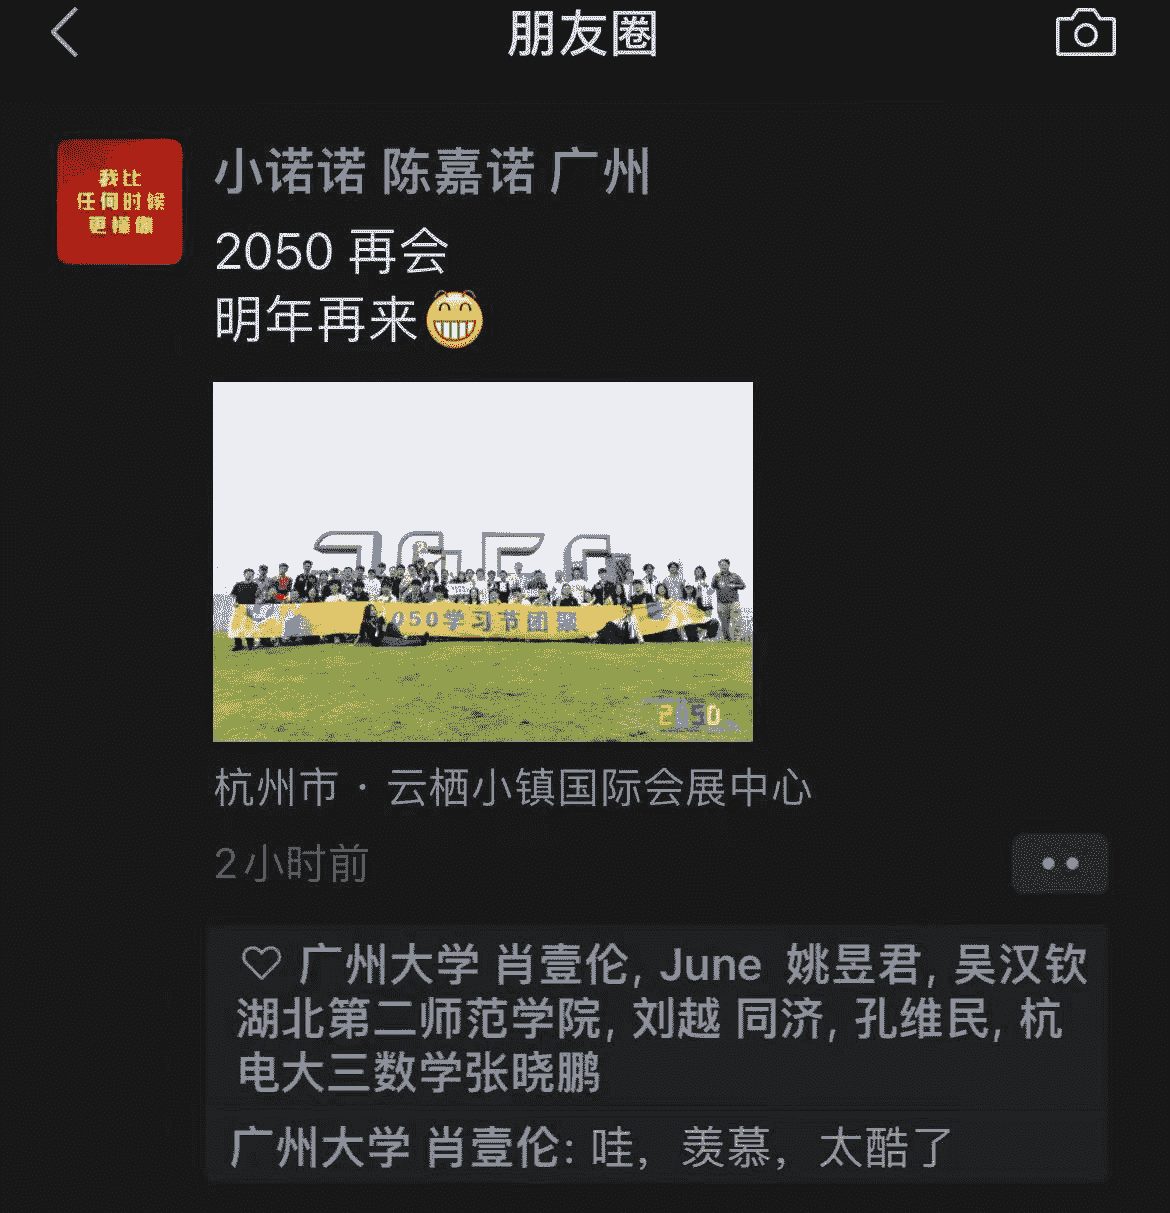 朋友圈
我比
任何时候
更懂你
小诺诺 陈嘉诺 广州
2050 再会
明年再来
050学习节团聚
2050
杭州市·云栖小镇国际会展中心
2小时前
广州大学 肖壹伦, June 姚昱君, 吴汉钦
湖北第二师范学院, 刘越 同济, 孔维民, 杭
电大三数学张晓鹏
广州大学 肖壹伦: 哇，羡慕，太酷了